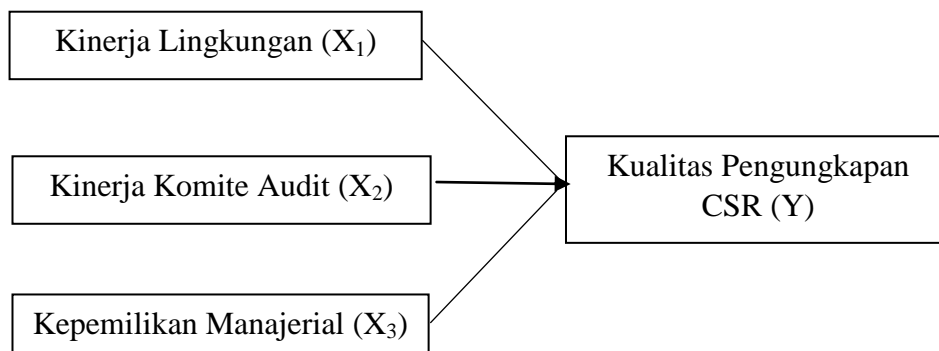 Kinerja Lingkungan (X₁)
Kinerja Komite Audit (X₂)
Kualitas Pengungkapan
CSR (Y)
Kepemilikan Manajerial (X₃)